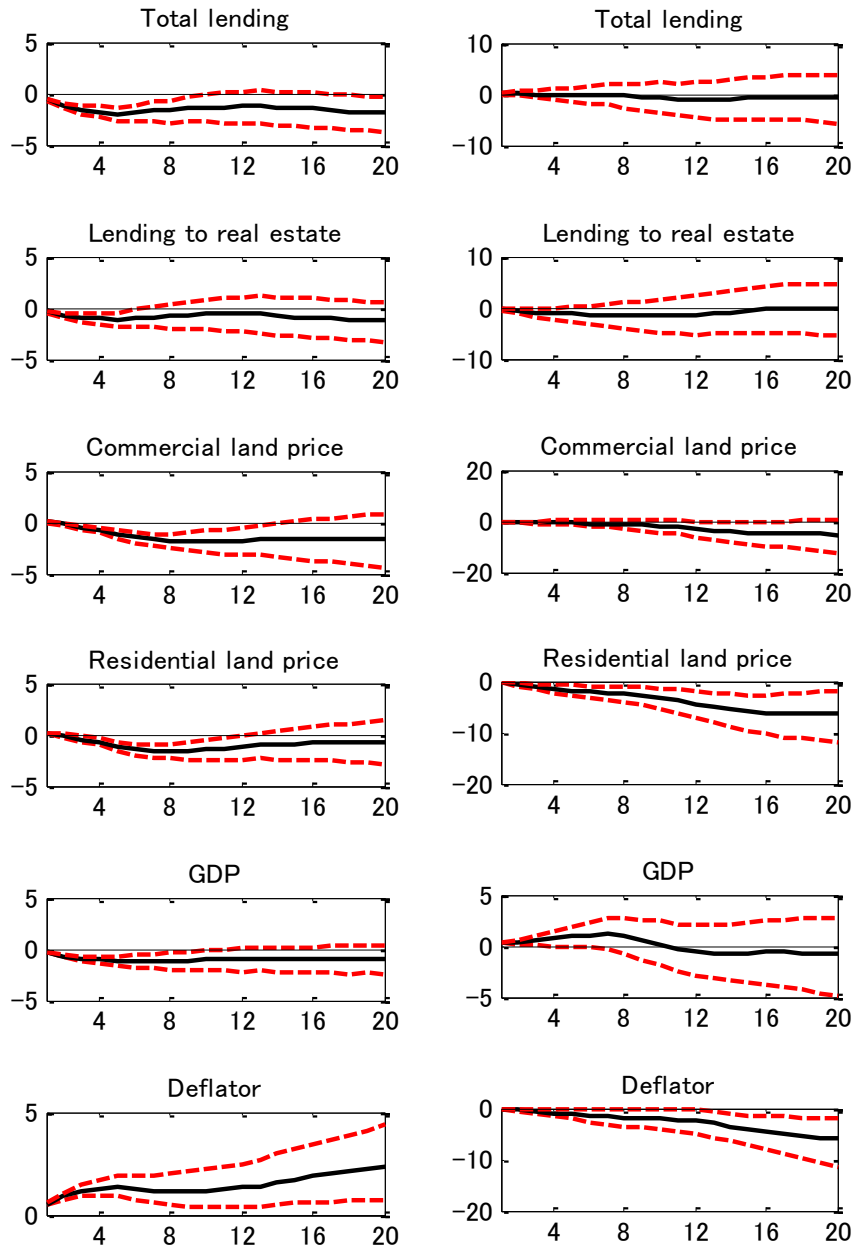 Total lending
5
0
−5
4 8 12 16 20
Total lending
10
0
−10
4 8 12 16 20
Lending to real estate
5
0
−5
4 8 12 16 20
Lending to real estate
10
0
−10
4 8 12 16 20
Commercial land price
5
0
−5
4 8 12 16 20
Commercial land price
20
0
−20
4 8 12 16 20
Residential land price
5
0
−5
4 8 12 16 20
Residential land price
0
−10
−20
4 8 12 16 20
GDP
5
0
−5
4 8 12 16 20
GDP
5
0
−5
4 8 12 16 20
Deflator
5
0
4 8 12 16 20
Deflator
0
−10
−20
4 8 12 16 20